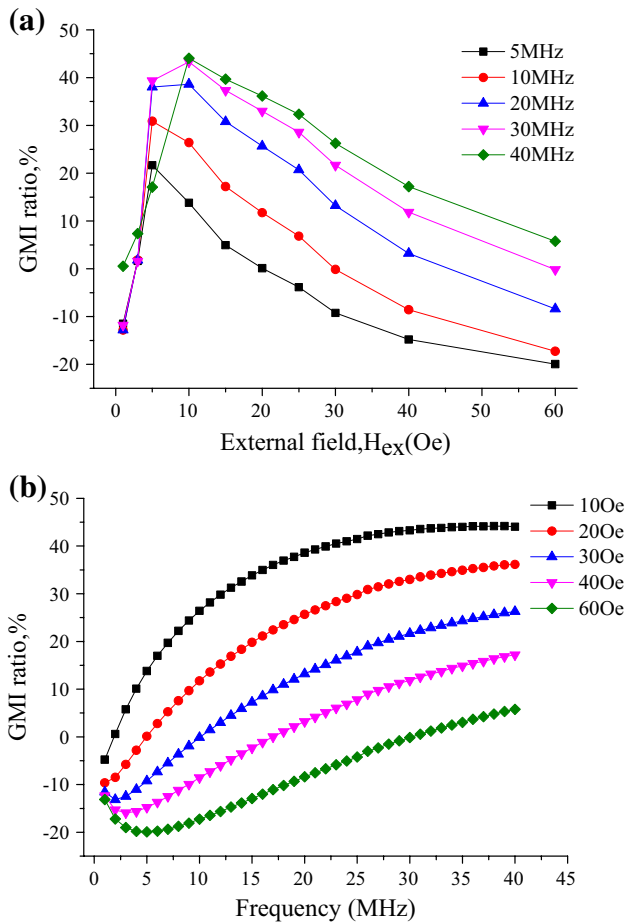 (a)
50
40
30
20
10
0
-10
-20
GMI ratio,%
5MHz
10MHz
20MHz
30MHz
40MHz
0 10 20 30 40 50 60
External field,Hex(Oe)
(b)
50
40
30
20
10
0
-10
-20
GMI ratio,%
10Oe
20Oe
30Oe
40Oe
60Oe
0 5 10 15 20 25 30 35 40 45
Frequency (MHz)